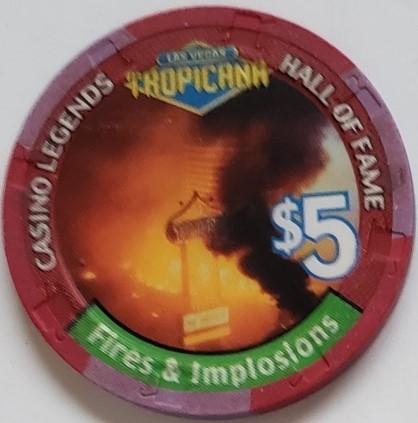 LAS VEGAS
TROPICANA
CASINO LEGENDS
HALL OF FAME
$5
Fires & Implosions